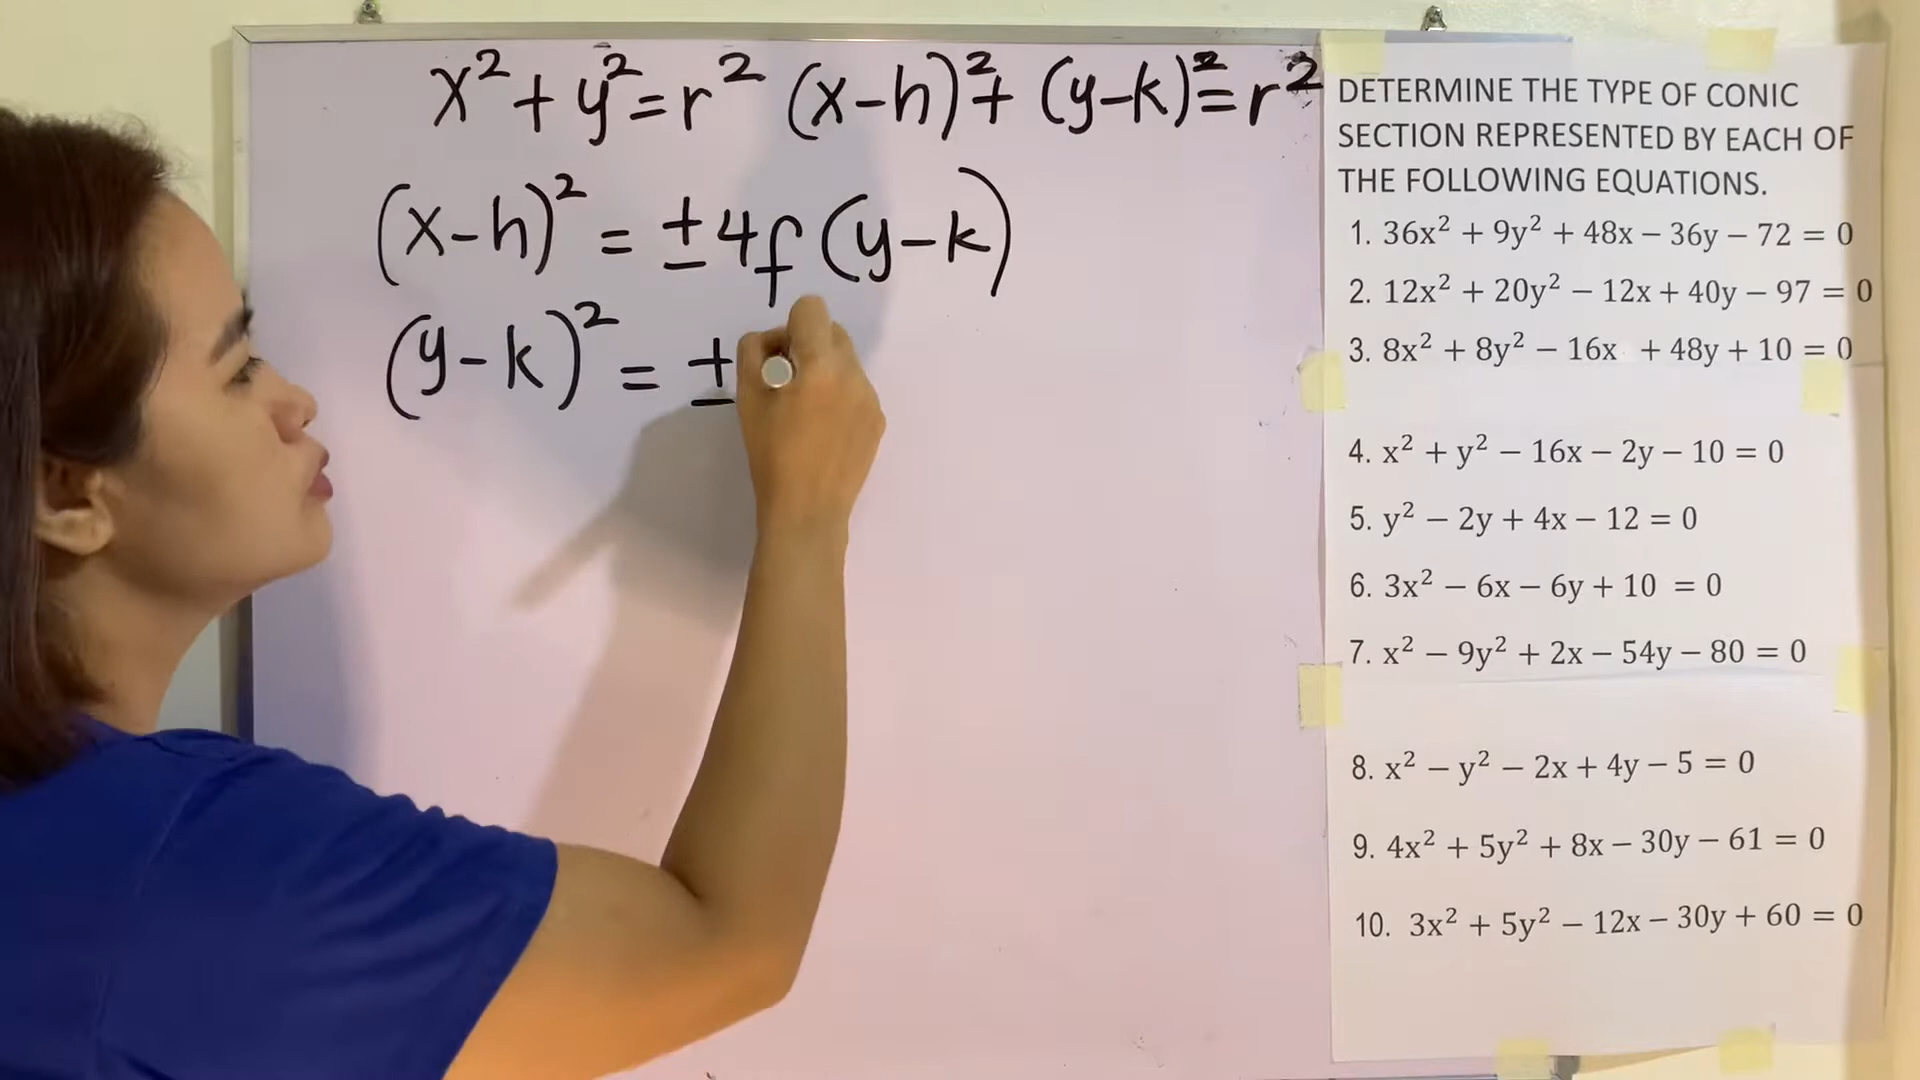 x² + y² = r² (x-h)² + (y-k)² = r²
(x-h)² = ±4f(y-k)
(y-k)² = ±
DETERMINE THE TYPE OF CONIC
SECTION REPRESENTED BY EACH OF
THE FOLLOWING EQUATIONS.
1. 36x² + 9y² + 48x − 36y − 72 = 0
2. 12x² + 20y² − 12x + 40y − 97 = 0
3. 8x² + 8y² − 16x + 48y + 10 = 0
4. x² + y² − 16x − 2y − 10 = 0
5. y² − 2y + 4x − 12 = 0
6. 3x² − 6x − 6y + 10 = 0
7. x² − 9y² + 2x − 54y − 80 = 0
8. x² − y² − 2x + 4y − 5 = 0
9. 4x² + 5y² + 8x − 30y − 61 = 0
10. 3x² + 5y² − 12x − 30y + 60 = 0